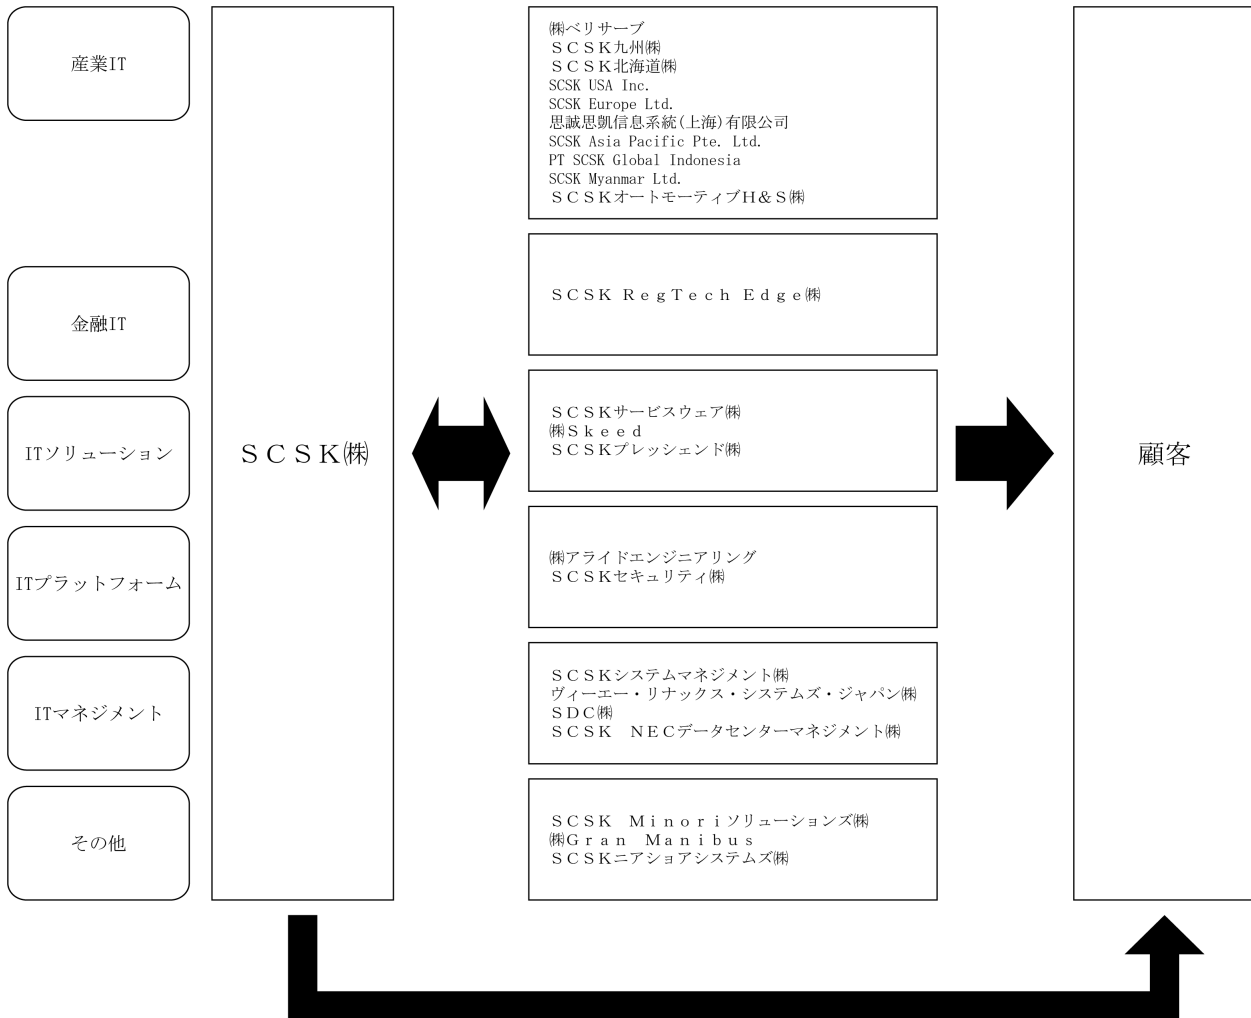 産業IT
㈱ベリサーブ
ＳＣＳＫ九州㈱
ＳＣＳＫ北海道㈱
SCSK USA Inc.
SCSK Europe Ltd.
思誠思凱信息系統(上海)有限公司
SCSK Asia Pacific Pte. Ltd.
PT SCSK Global Indonesia
SCSK Myanmar Ltd.
ＳＣＳＫオートモーティブＨ＆Ｓ㈱
金融IT
ＳＣＳＫ ＲｅｇＴｅｃｈ Ｅｄｇｅ㈱
ITソリューション
ＳＣＳＫ㈱
ＳＣＳＫサービスウェア㈱
㈱Ｓｋｅｅｄ
ＳＣＳＫプレッシェンド㈱
顧客
ITプラットフォーム
㈱アライドエンジニアリング
ＳＣＳＫセキュリティ㈱
ITマネジメント
ＳＣＳＫシステムマネジメント㈱
ヴィーエー・リナックス・システムズ・ジャパン㈱
ＳＤＣ㈱
ＳＣＳＫ　ＮＥＣデータセンターマネジメント㈱
その他
ＳＣＳＫ　Ｍｉｎｏｒｉソリューションズ㈱
㈱Ｇｒａｎ　Ｍａｎｉｂｕｓ
ＳＣＳＫニアショアシステムズ㈱